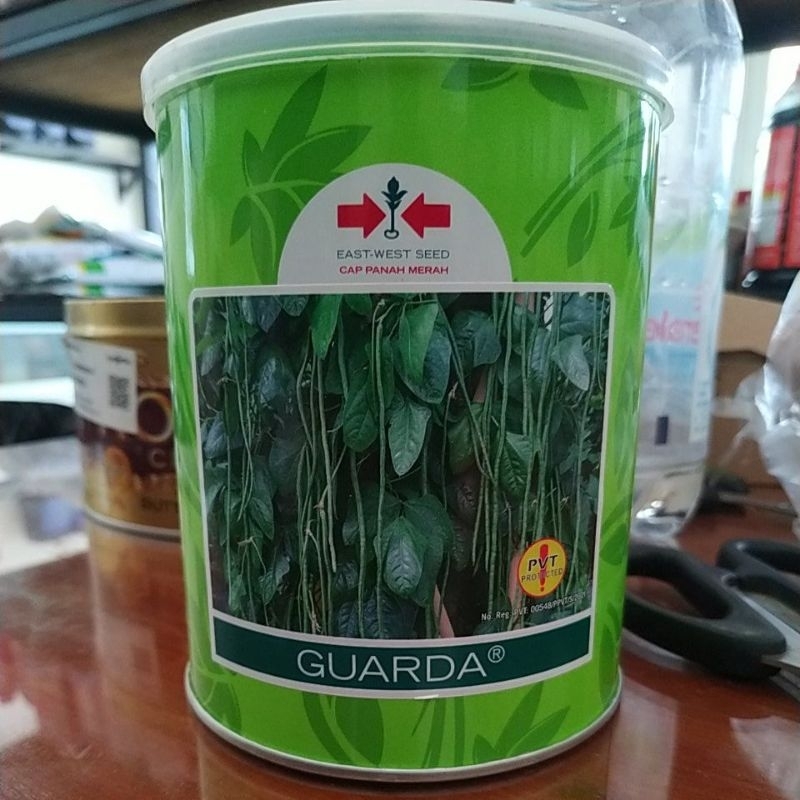 EAST-WEST SEED
CAP PANAH MERAH
PVT
PROTECTED
GUARDA®